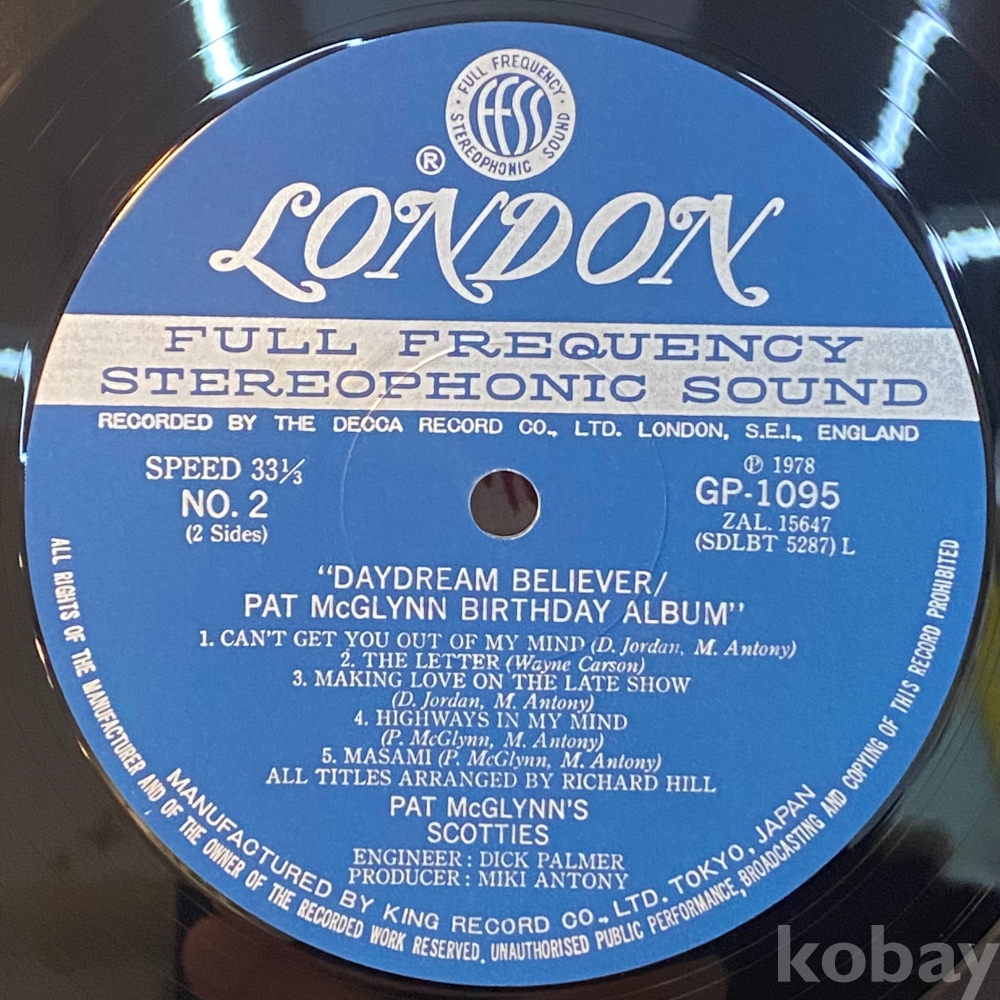 FULL FREQUENCY
STEREOPHONIC SOUND
FFSS
®
LONDON
FULL FREQUENCY
STEREOPHONIC SOUND
RECORDED BY THE DECCA RECORD CO., LTD. LONDON, S.E.I., ENGLAND
SPEED 33⅓
NO. 2
(2 Sides)
℗ 1978
GP-1095
ZAL. 15647
(SDLBT 5287) L
"DAYDREAM BELIEVER/
PAT McGLYNN BIRTHDAY ALBUM"
1. CAN'T GET YOU OUT OF MY MIND (D. Jordan, M. Antony)
2. THE LETTER (Wayne Carson)
3. MAKING LOVE ON THE LATE SHOW
(D. Jordan, M. Antony)
4. HIGHWAYS IN MY MIND
(P. McGlynn, M. Antony)
5. MASAMI (P. McGlynn, M. Antony)
ALL TITLES ARRANGED BY RICHARD HILL
PAT McGLYNN'S
SCOTTIES
ENGINEER : DICK PALMER
PRODUCER : MIKI ANTONY
MANUFACTURED BY KING RECORD CO., LTD. TOKYO, JAPAN
ALL RIGHTS OF THE MANUFACTURER AND OF THE OWNER OF THE RECORDED WORK RESERVED. UNAUTHORISED PUBLIC PERFORMANCE, BROADCASTING AND COPYING OF THIS RECORD PROHIBITED
kobay